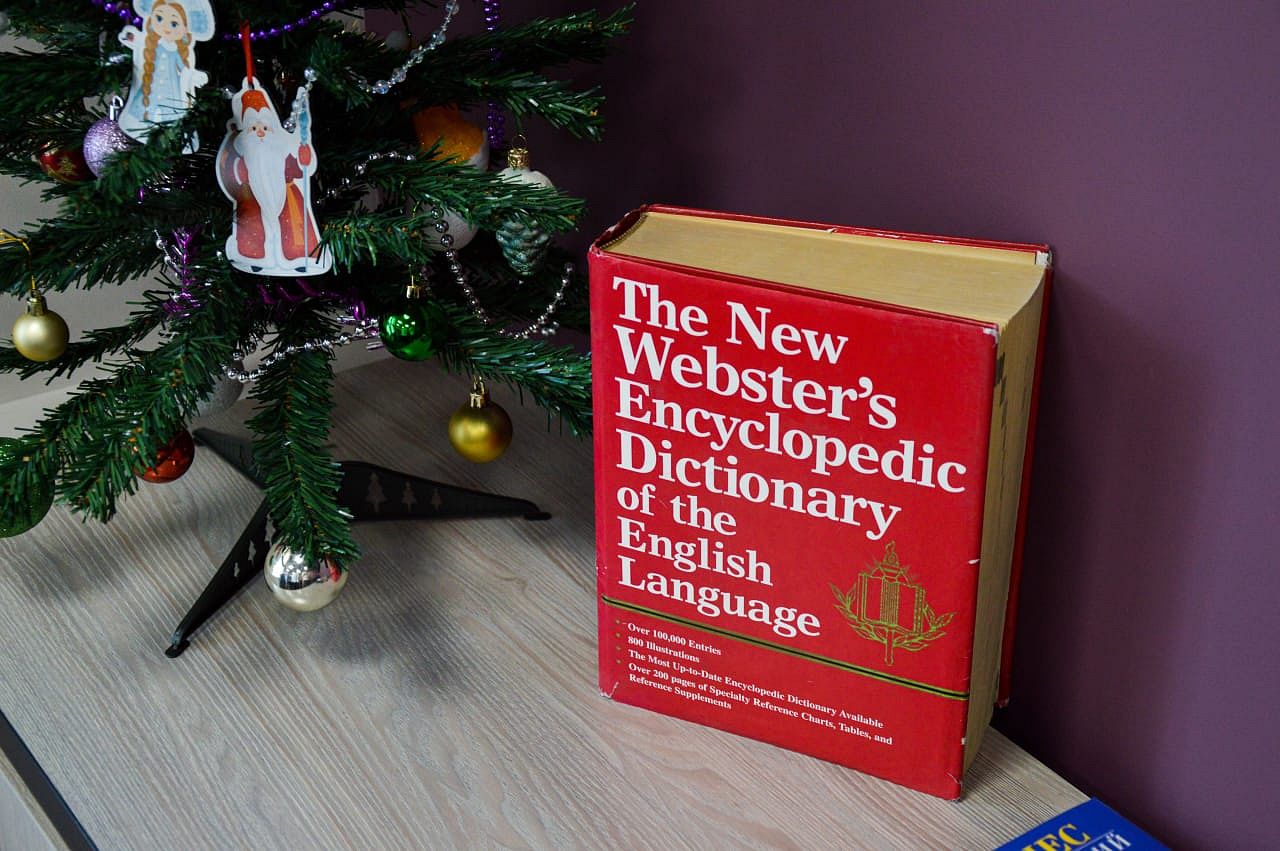 The New
Webster's
Encyclopedic
Dictionary
of the
English
Language
Over 100,000 Entries
800 Illustrations
The Most Up-to-Date Encyclopedic Dictionary Available
Over 200 pages of Specialty Reference Charts, Tables, and
Reference Supplements